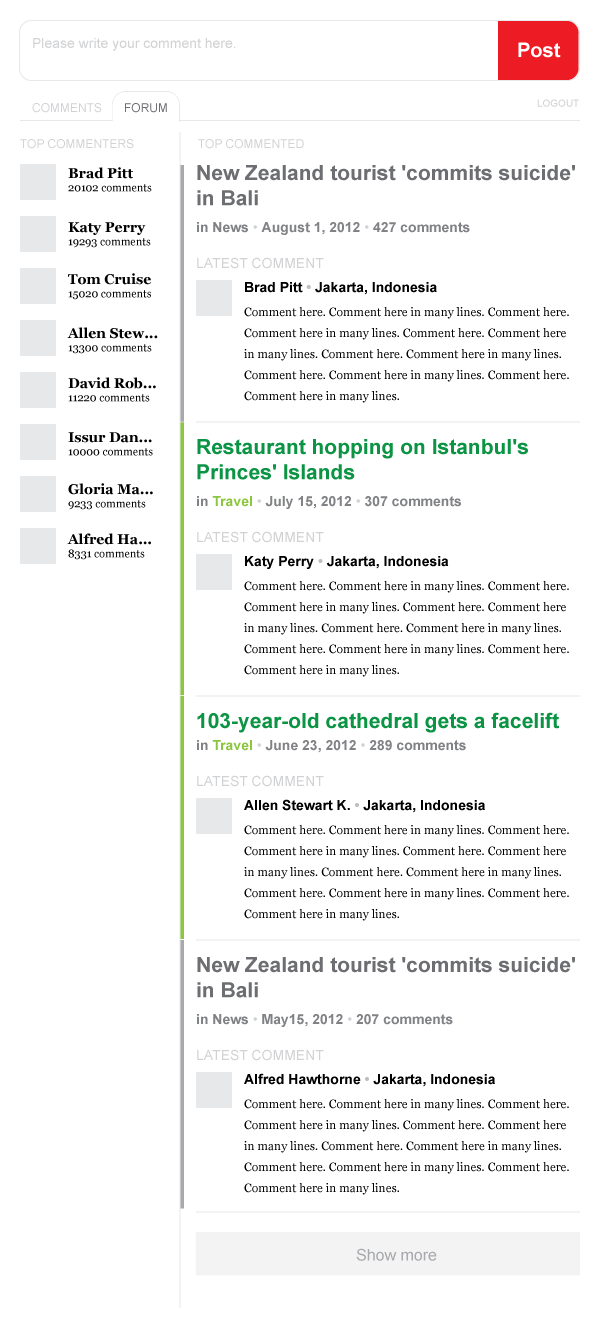 Please write your comment here.
Post
COMMENTS
FORUM
LOGOUT
TOP COMMENTERS
Brad Pitt
20102 comments
Katy Perry
19293 comments
Tom Cruise
15020 comments
Allen Stew...
13300 comments
David Rob...
11220 comments
Issur Dan...
10000 comments
Gloria Ma...
9233 comments
Alfred Ha...
8331 comments
TOP COMMENTED
New Zealand tourist 'commits suicide'
in Bali
in News • August 1, 2012 • 427 comments
LATEST COMMENT
Brad Pitt • Jakarta, Indonesia
Comment here. Comment here in many lines. Comment here.
Comment here in many lines. Comment here. Comment here
in many lines. Comment here. Comment here in many lines.
Comment here. Comment here in many lines. Comment here.
Comment here in many lines.
Restaurant hopping on Istanbul's
Princes' Islands
in Travel • July 15, 2012 • 307 comments
LATEST COMMENT
Katy Perry • Jakarta, Indonesia
Comment here. Comment here in many lines. Comment here.
Comment here in many lines. Comment here. Comment here
in many lines. Comment here. Comment here in many lines.
Comment here. Comment here in many lines. Comment here.
Comment here in many lines.
103-year-old cathedral gets a facelift
in Travel • June 23, 2012 • 289 comments
LATEST COMMENT
Allen Stewart K. • Jakarta, Indonesia
Comment here. Comment here in many lines. Comment here.
Comment here in many lines. Comment here. Comment here
in many lines. Comment here. Comment here in many lines.
Comment here. Comment here in many lines. Comment here.
Comment here in many lines.
New Zealand tourist 'commits suicide'
in Bali
in News • May15, 2012 • 207 comments
LATEST COMMENT
Alfred Hawthorne • Jakarta, Indonesia
Comment here. Comment here in many lines. Comment here.
Comment here in many lines. Comment here. Comment here
in many lines. Comment here. Comment here in many lines.
Comment here. Comment here in many lines. Comment here.
Comment here in many lines.
Show more